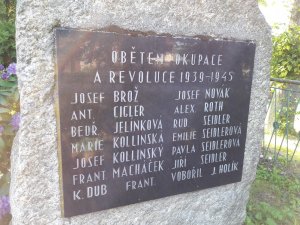 OBĚTEM OKUPACE
A REVOLUCE 1939-1945
JOSEF BROŽ JOSEF NOVÁK
ANT. CIGLER ALEX. ROTH
BEDŘ. JELINKOVÁ RUD. SEIDLER
MARIE KOLLINSKÁ EMILIE SEIDLEROVÁ
JOSEF KOLLINSKÝ PAVLA SEIDLEROVÁ
FRANT. MACHÁČEK JIŘÍ SEIDLER
K. DUB FRANT. VOBOŘIL J. HOLÍK